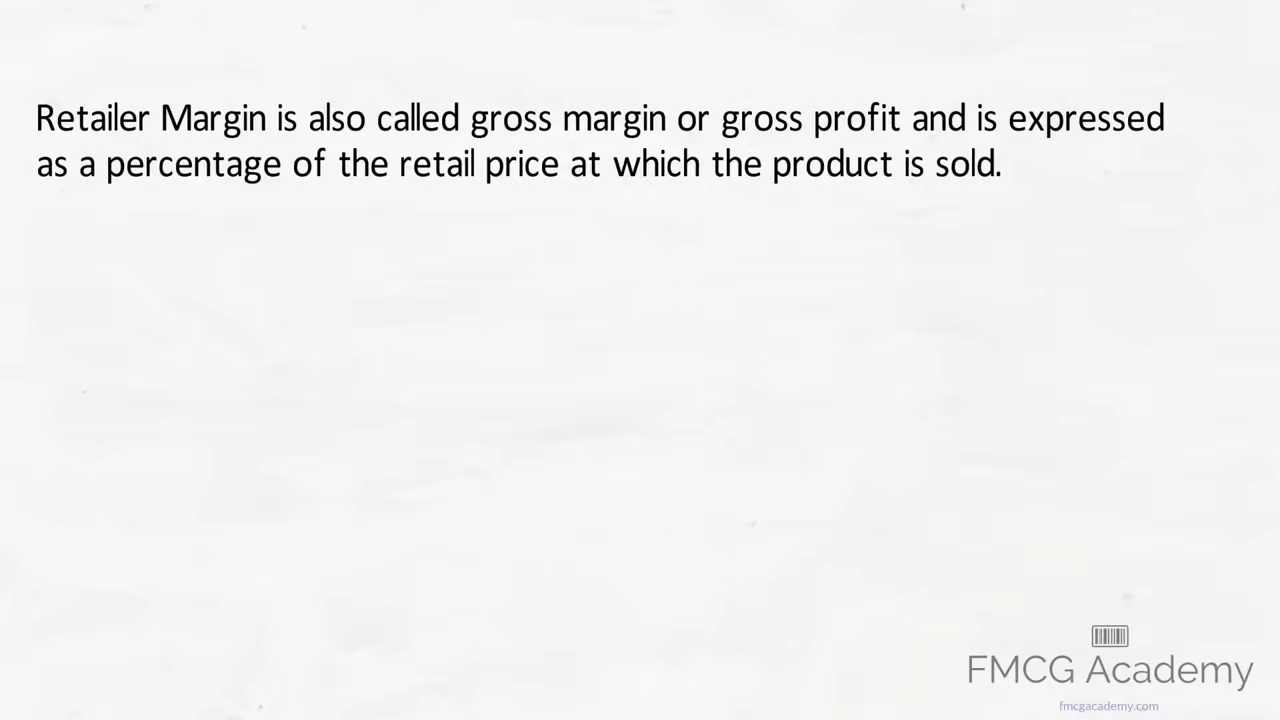 Retailer Margin is also called gross margin or gross profit and is expressed
as a percentage of the retail price at which the product is sold.
FMCG Academy
fmcgacademy.com